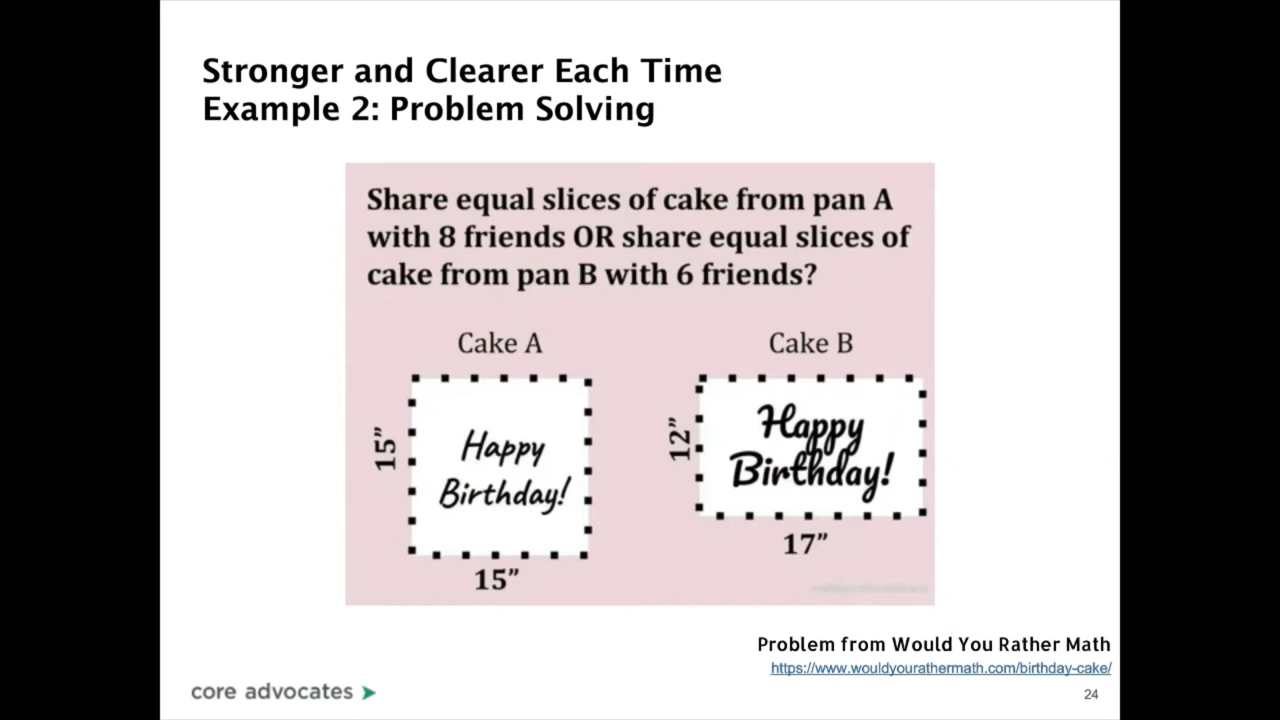 Stronger and Clearer Each Time
Example 2: Problem Solving
Share equal slices of cake from pan A
with 8 friends OR share equal slices of
cake from pan B with 6 friends?
Cake A
Cake B
15”
Happy
Birthday!
15”
12”
Happy
Birthday!
17”
Problem from Would You Rather Math
https://www.wouldyourathermath.com/birthday-cake/
core advocates
24